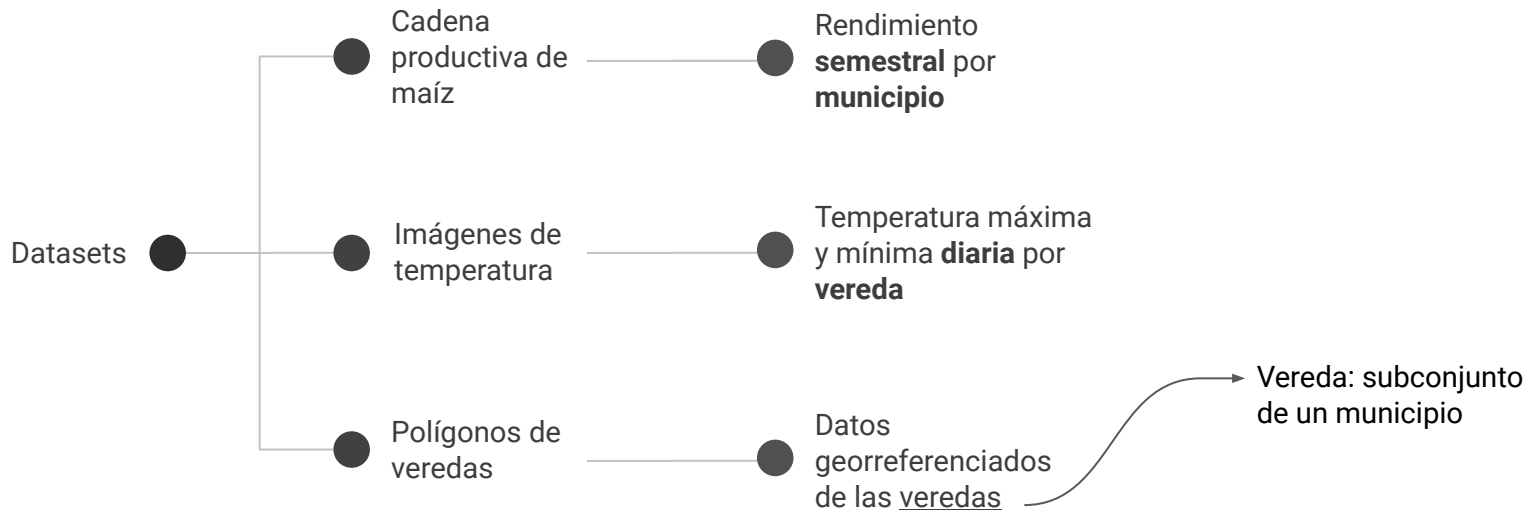 Datasets
Cadena
productiva de
maíz
Rendimiento
semestral por
municipio
Imágenes de
temperatura
Temperatura máxima
y mínima diaria por
vereda
Polígonos de
veredas
Datos
georreferenciados
de las veredas
Vereda: subconjunto
de un municipio